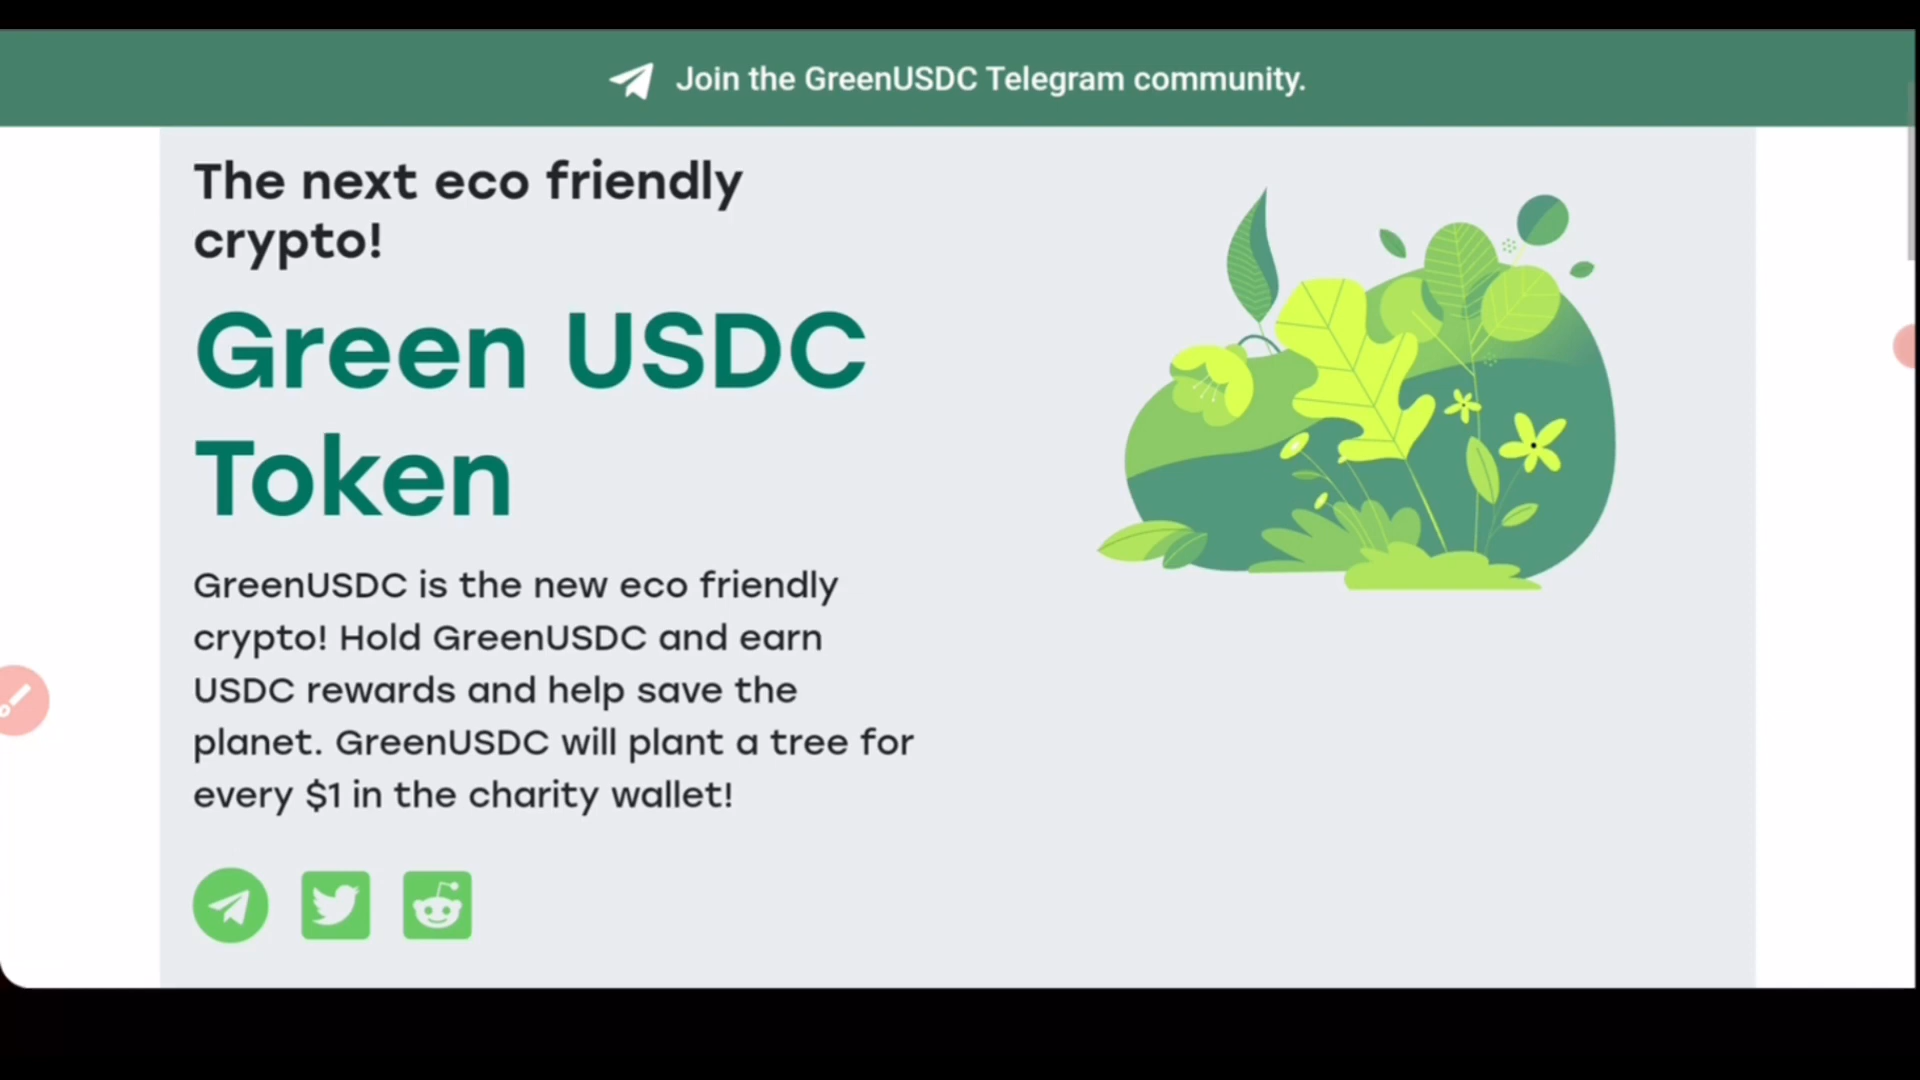 Join the GreenUSDC Telegram community.
The next eco friendly
crypto!
Green USDC
Token
GreenUSDC is the new eco friendly
crypto! Hold GreenUSDC and earn
USDC rewards and help save the
planet. GreenUSDC will plant a tree for
every $1 in the charity wallet!